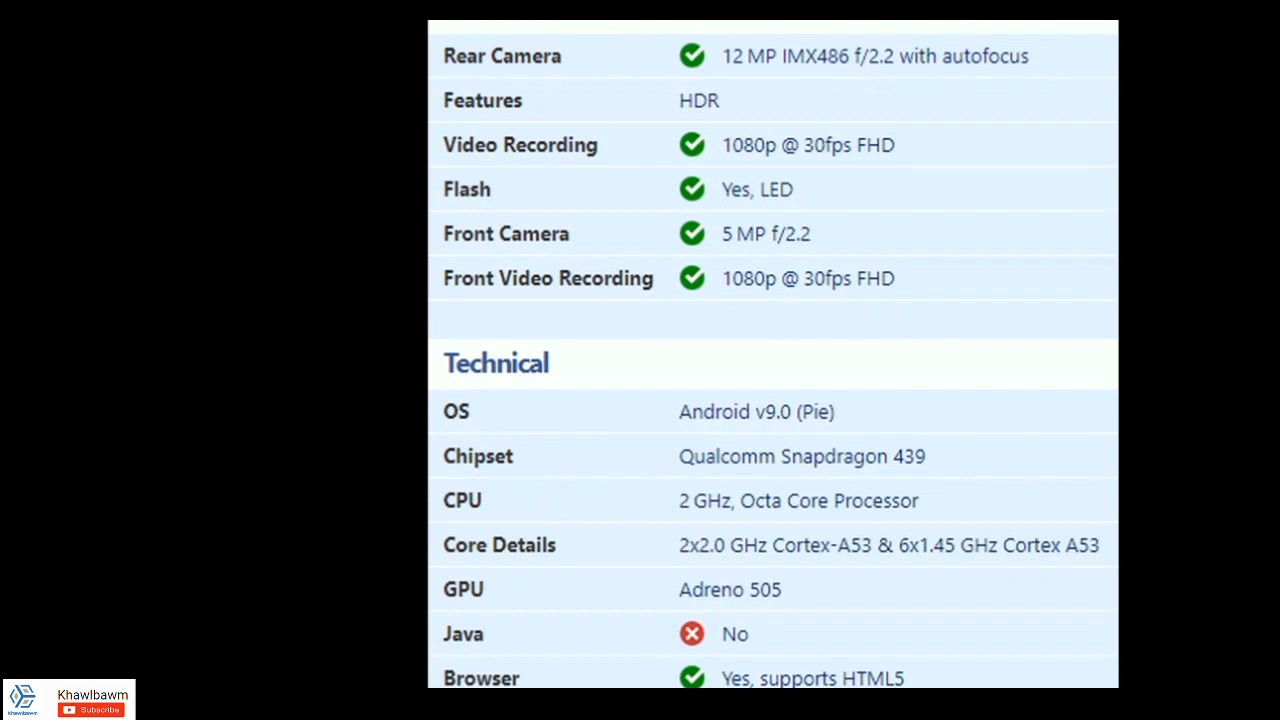 Rear Camera 12 MP IMX486 f/2.2 with autofocus
Features HDR
Video Recording 1080p @ 30fps FHD
Flash Yes, LED
Front Camera 5 MP f/2.2
Front Video Recording 1080p @ 30fps FHD
Technical
OS Android v9.0 (Pie)
Chipset Qualcomm Snapdragon 439
CPU 2 GHz, Octa Core Processor
Core Details 2x2.0 GHz Cortex-A53 & 6x1.45 GHz Cortex A53
GPU Adreno 505
Java No
Browser Yes, supports HTML5
Khawlbawm
Khawlbawm
Subscribe